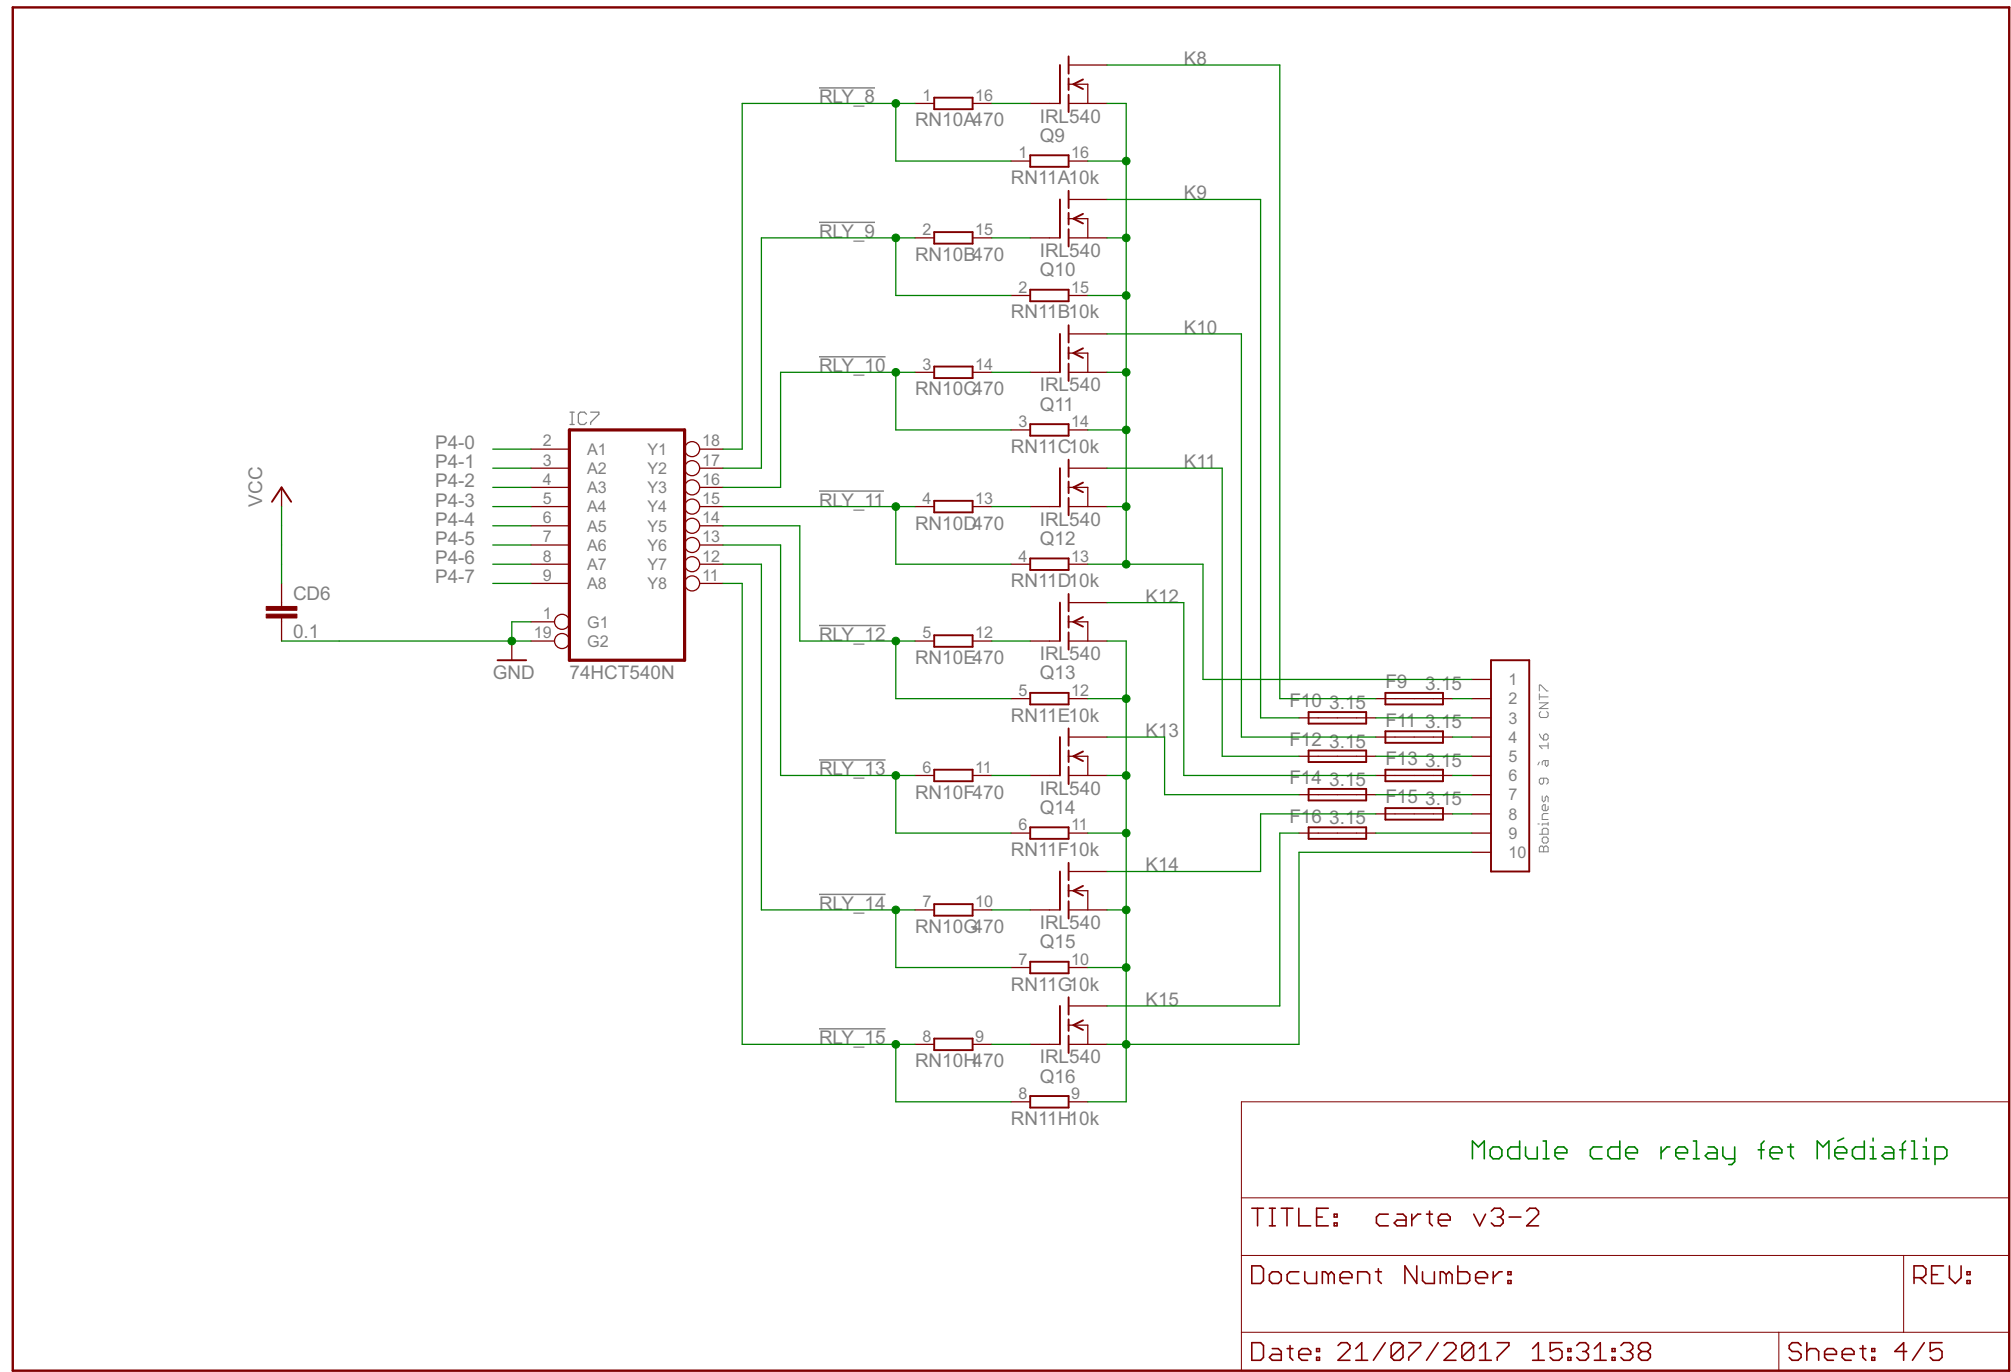 K8
RLY_8
1 16
RN10A470
IRL540
Q9
1 16
RN11A10k
K9
RLY_9
2 15
RN10B470
IRL540
Q10
2 15
RN11B10k
K10
RLY_10
3 14
RN10C470
IRL540
Q11
3 14
RN11C10k
K11
RLY_11
4 13
RN10D470
IRL540
Q12
4 13
RN11D10k
K12
RLY_12
5 12
RN10E470
IRL540
Q13
5 12
RN11E10k
K13
RLY_13
6 11
RN10F470
IRL540
Q14
6 11
RN11F10k
K14
RLY_14
7 10
RN10G470
IRL540
Q15
7 10
RN11G10k
K15
RLY_15
8 9
RN10H470
IRL540
Q16
8 9
RN11H10k
IC7
P4-0 2 A1 Y1 18
P4-1 3 A2 Y2 17
P4-2 4 A3 Y3 16
P4-3 5 A4 Y4 15
P4-4 6 A5 Y5 14
P4-5 7 A6 Y6 13
P4-6 8 A7 Y7 12
P4-7 9 A8 Y8 11
1 G1
19 G2
74HCT540N
VCC
CD6
0.1
GND
F9 3.15
F10 3.15
F11 3.15
F12 3.15
F13 3.15
F14 3.15
F15 3.15
F16 3.15
1
2
3
4
5
6
7
8
9
10
Bobines 9 à 16 CNT7
Module cde relay fet Médiaflip
TITLE: carte v3-2
Document Number:
REV:
Date: 21/07/2017 15:31:38
Sheet: 4/5